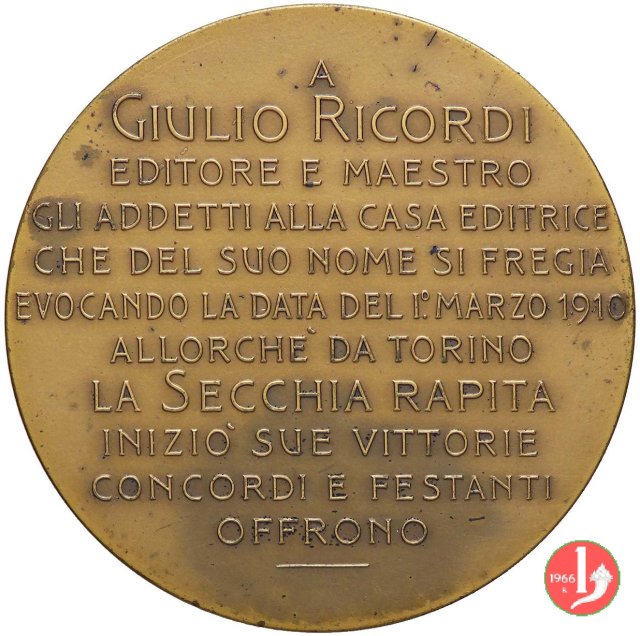 A
GIULIO RICORDI
EDITORE E MAESTRO
GLI ADDETTI ALLA CASA EDITRICE
CHE DEL SUO NOME SI FREGIA
EVOCANDO LA DATA DEL 1º MARZO 1910
ALLORCHÈ DA TORINO
LA SECCHIA RAPITA
INIZIÒ SUE VITTORIE
CONCORDI E FESTANTI
OFFRONO
1966